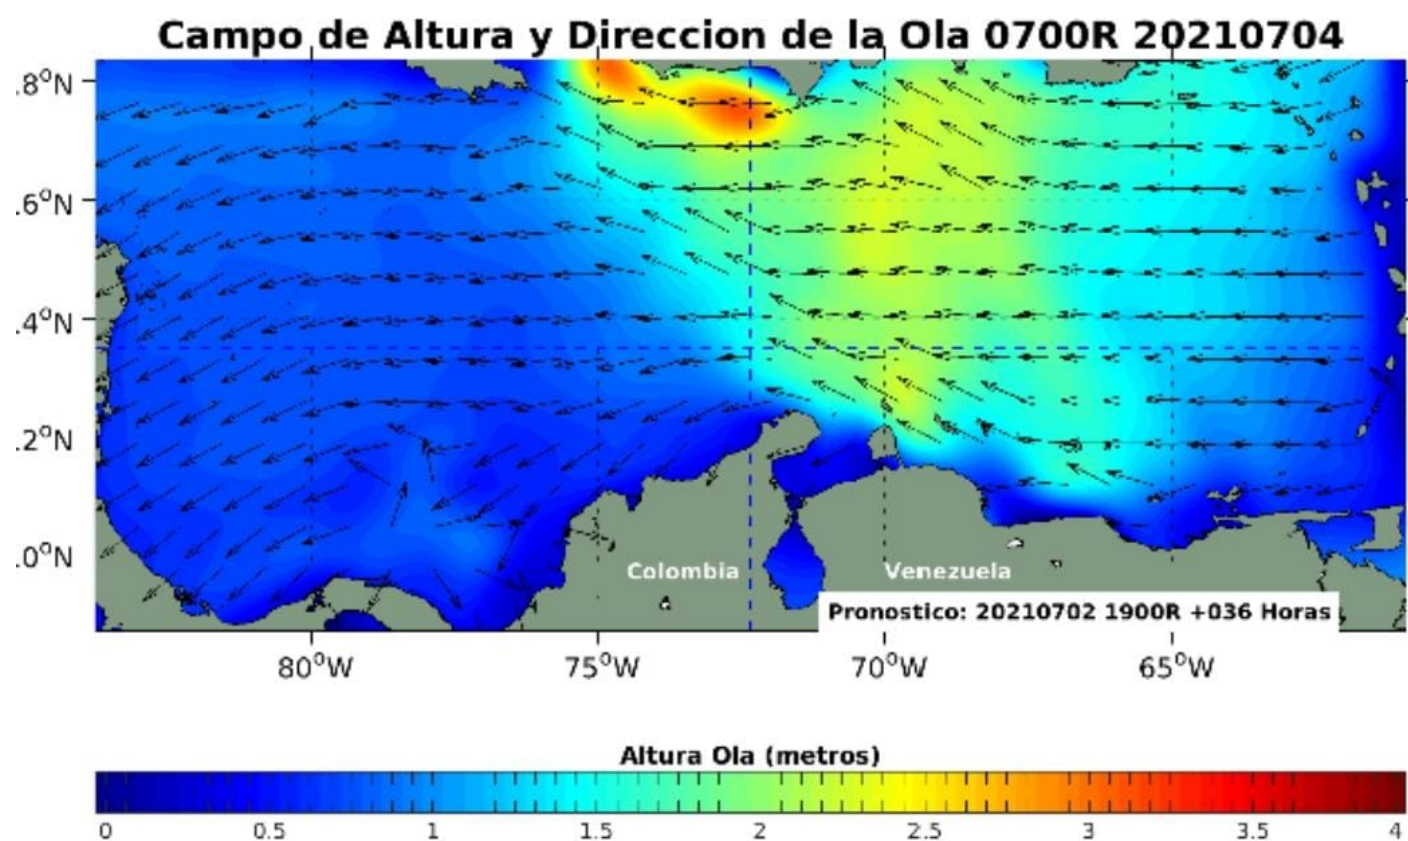 Campo de Altura y Direccion de la Ola 0700R 20210704
.8°N
.6°N
.4°N
.2°N
.0°N
Colombia
Venezuela
Pronostico: 20210702 1900R +036 Horas
80°W 75°W 70°W 65°W
Altura Ola (metros)
0 0.5 1 1.5 2 2.5 3 3.5 4